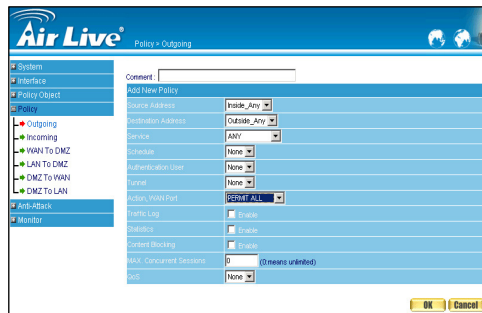 Air Live®
Policy > Outgoing
System
Interface
Policy Object
Policy
Outgoing
Incoming
WAN To DMZ
LAN To DMZ
DMZ To WAN
DMZ To LAN
Anti-Attack
Monitor
Comment :
Add New Policy
Source Address Inside_Any
Destination Address Outside_Any
Service ANY
Schedule None
Authentication User None
Tunnel None
Action, WAN Port PERMIT ALL
Traffic Log Enable
Statistics Enable
Content Blocking Enable
MAX. Concurrent Sessions 0 (0:means unlimited)
QoS None
OK Cancel